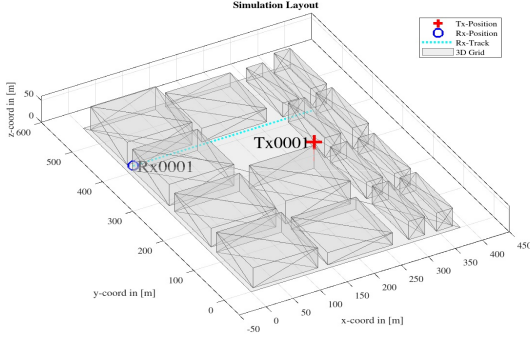 Simulation Layout
Tx-Position
Rx-Position
Rx-Track
3D Grid
z-coord in [m]
50
0
600
500
400
300
200
100
0
y-coord in [m]
Tx0001
Rx0001
-50
0
50
100
150
200
250
300
350
400
450
x-coord in [m]